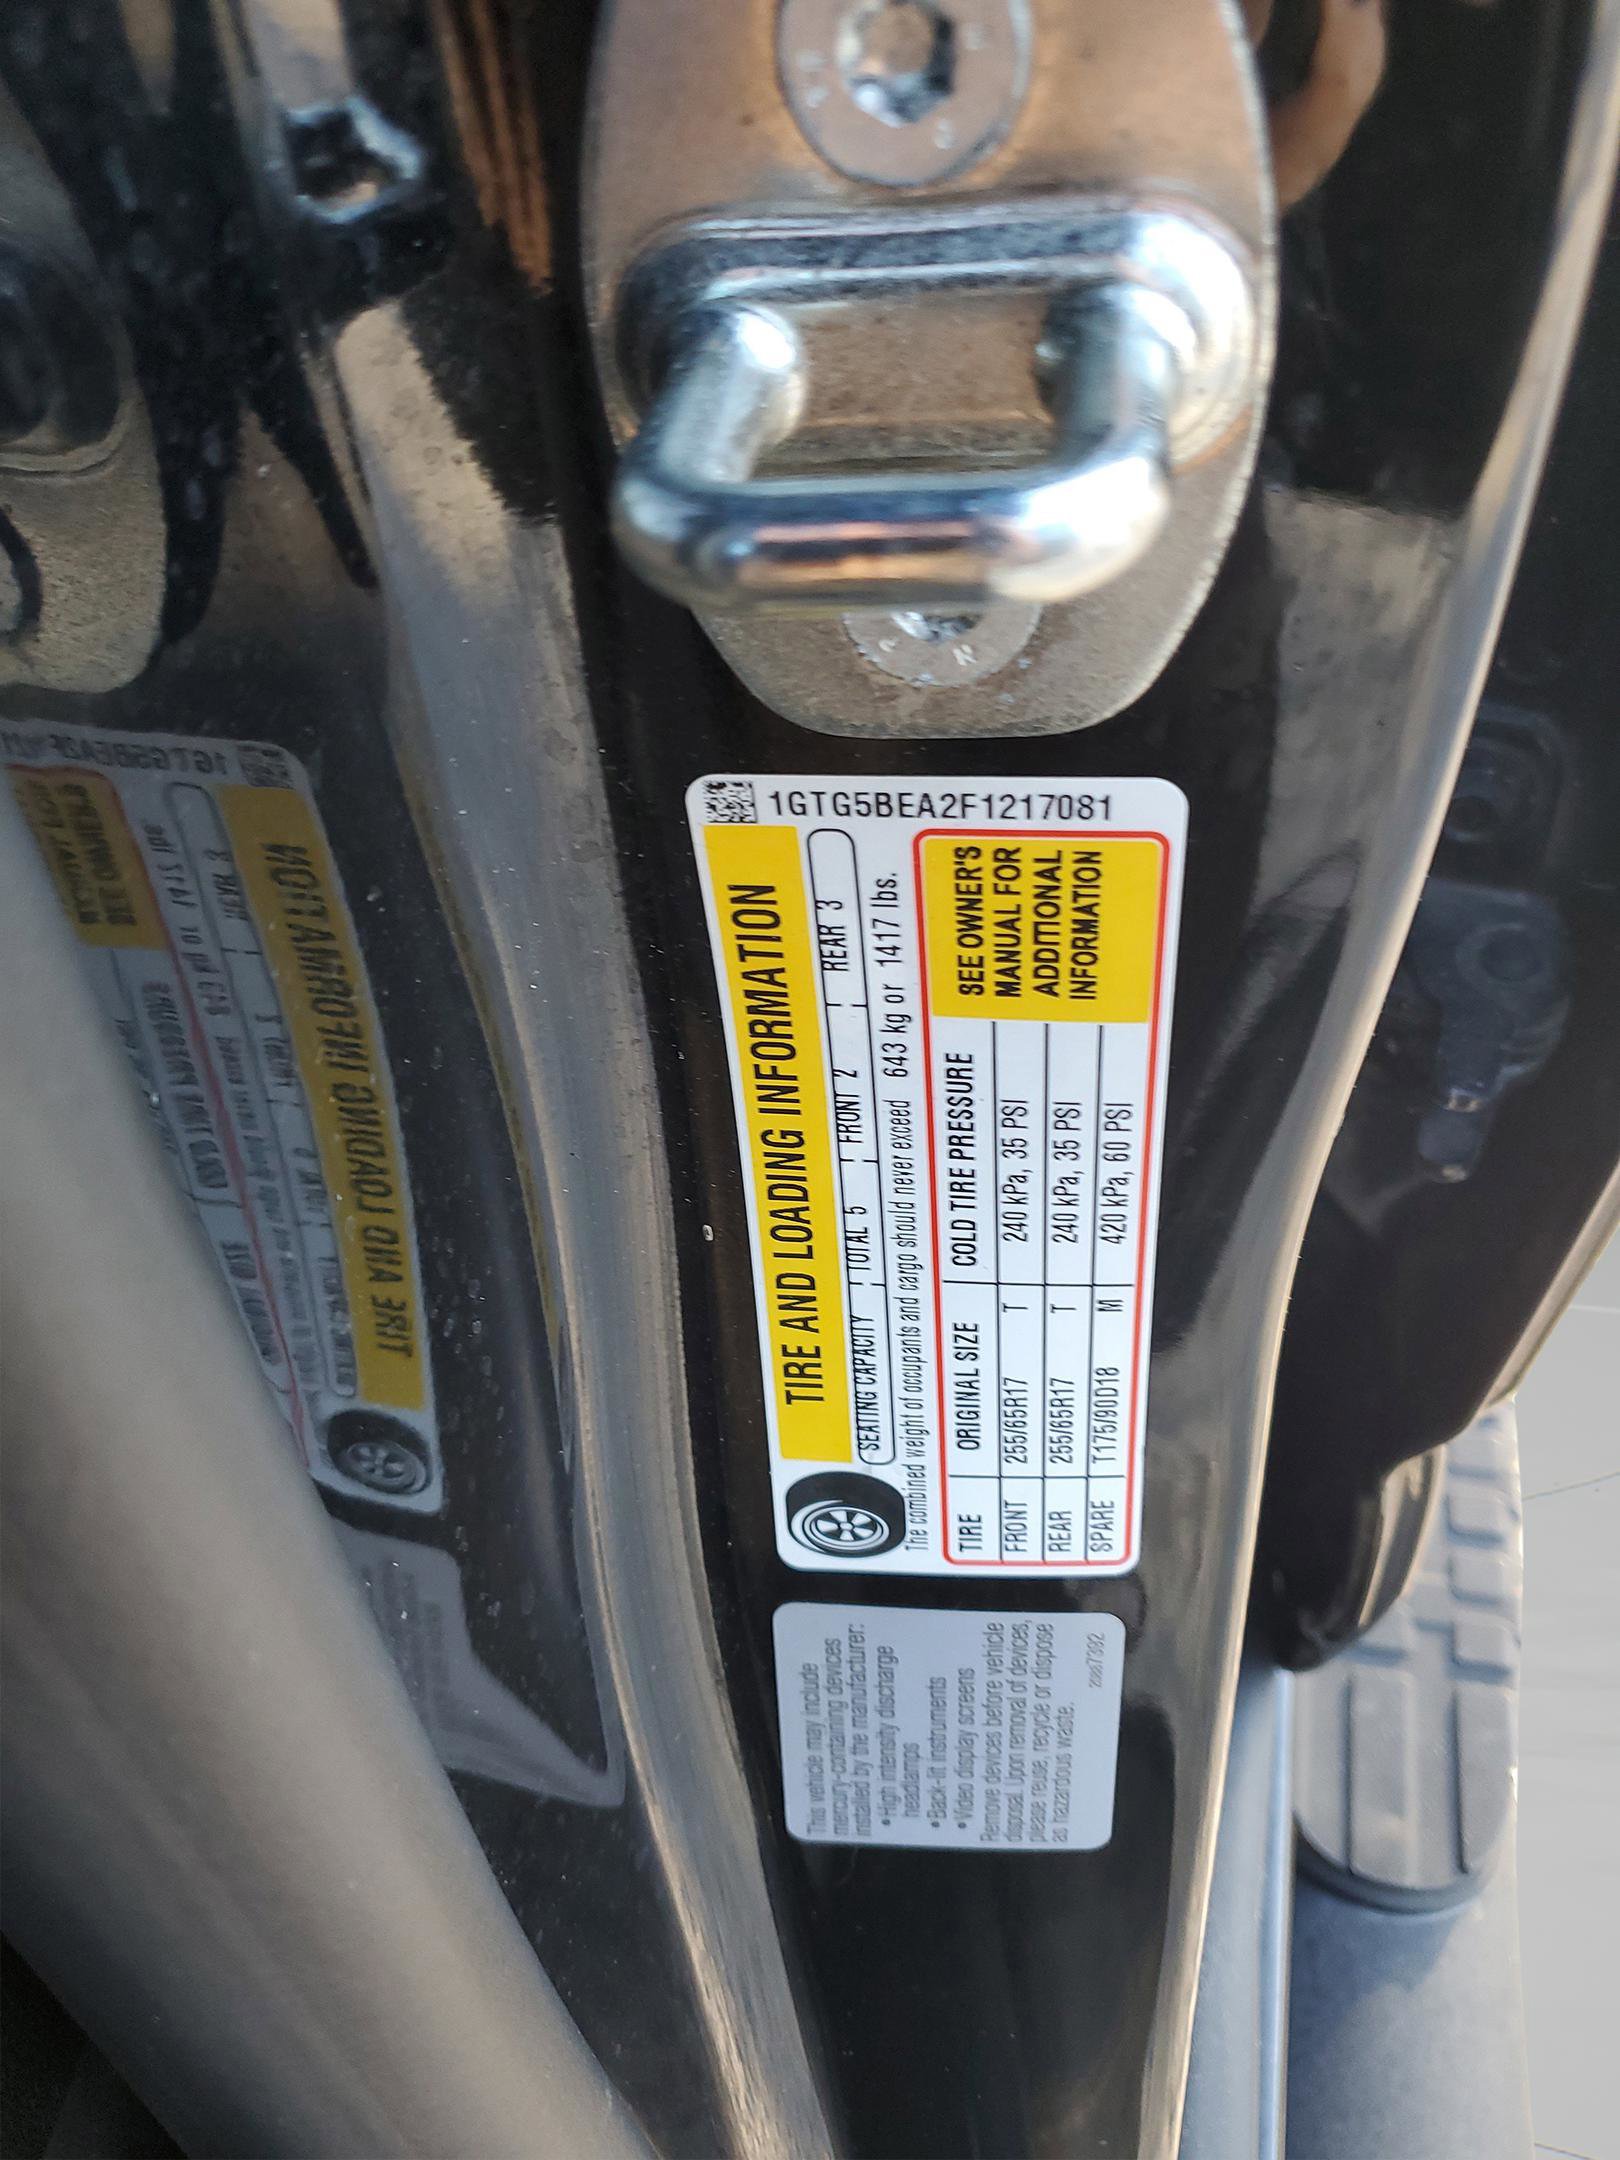 1GTG5BEA2F1217081
TIRE AND LOADING INFORMATION
SEATING CAPACITY TOTAL 5 FRONT 2 REAR 3
The combined weight of occupants and cargo should never exceed 643 kg or 1417 lbs.
TIRE ORIGINAL SIZE COLD TIRE PRESSURE
FRONT 255/65R17 T 240 kPa, 35 PSI
REAR 255/65R17 T 240 kPa, 35 PSI
SPARE T175/90D18 M 420 kPa, 60 PSI
SEE OWNER'S
MANUAL FOR
ADDITIONAL
INFORMATION
This vehicle may include
mercury-containing devices
installed by the manufacturer:
• High intensity discharge
headlamps
• Back-lit instruments
• Video display screens
Remove devices before vehicle
disposal. Upon removal of devices,
please reuse, recycle or dispose
as hazardous waste.